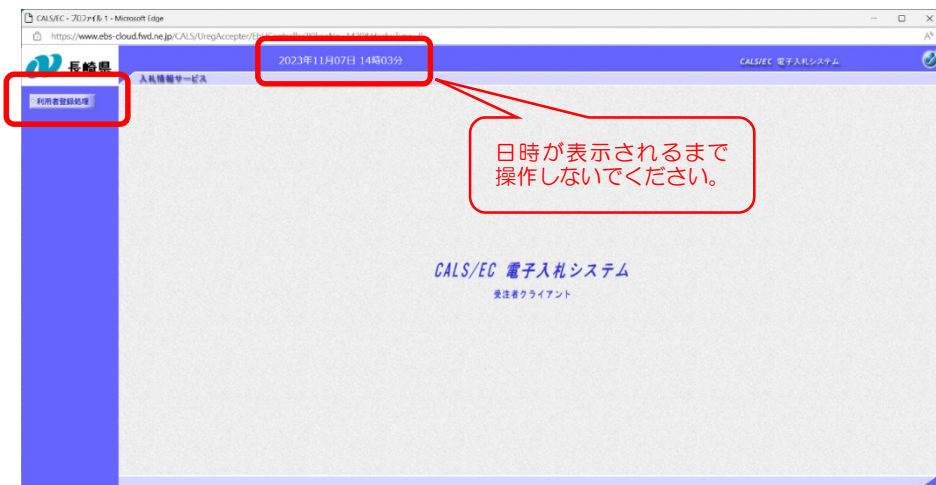 CALS/EC - プロファイル 1 - Microsoft Edge
https://www.ebs-cloud.fwd.ne.jp/CALS/UregAccepter/
長崎県
2023年11月07日 14時03分
CALS/EC 電子入札システム
入札情報サービス
利用者登録処理
日時が表示されるまで
操作しないでください。
CALS/EC 電子入札システム
受注者クライアント